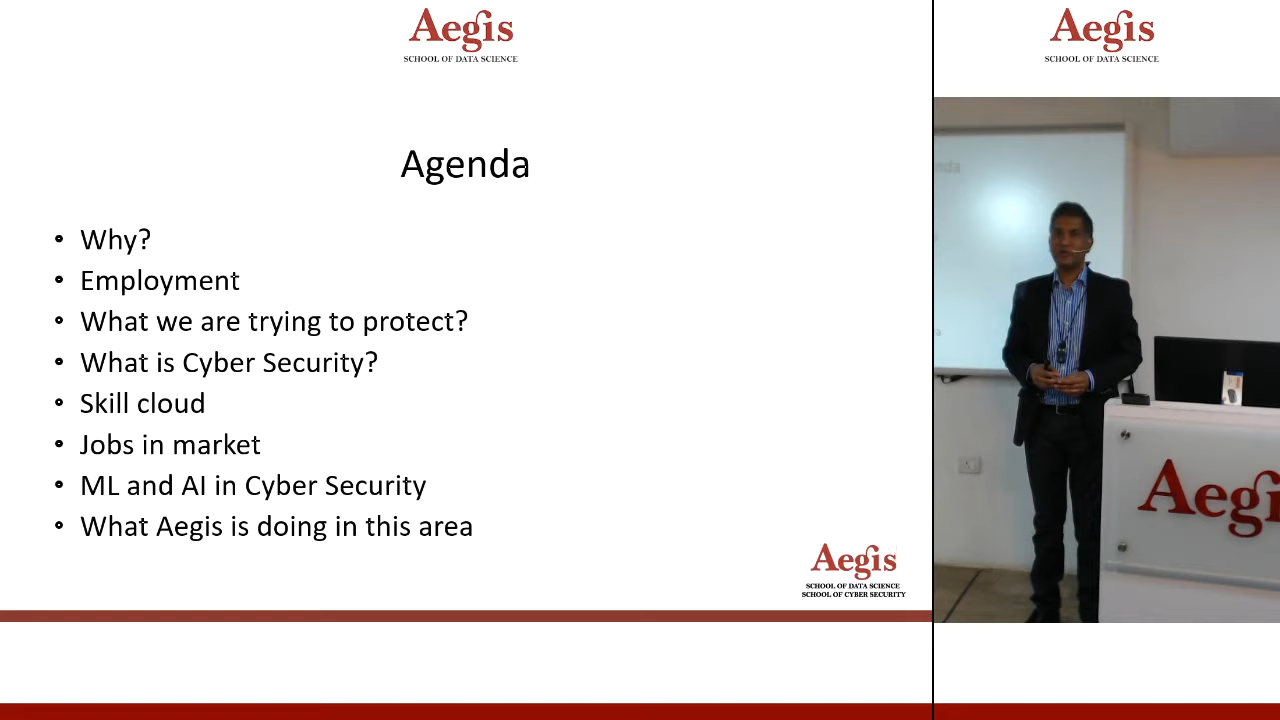 Aegis
SCHOOL OF DATA SCIENCE
Agenda
Why?
Employment
What we are trying to protect?
What is Cyber Security?
Skill cloud
Jobs in market
ML and AI in Cyber Security
What Aegis is doing in this area
Aegis
SCHOOL OF DATA SCIENCE
SCHOOL OF CYBER SECURITY
Aegis
SCHOOL OF DATA SCIENCE
nda
Aegi